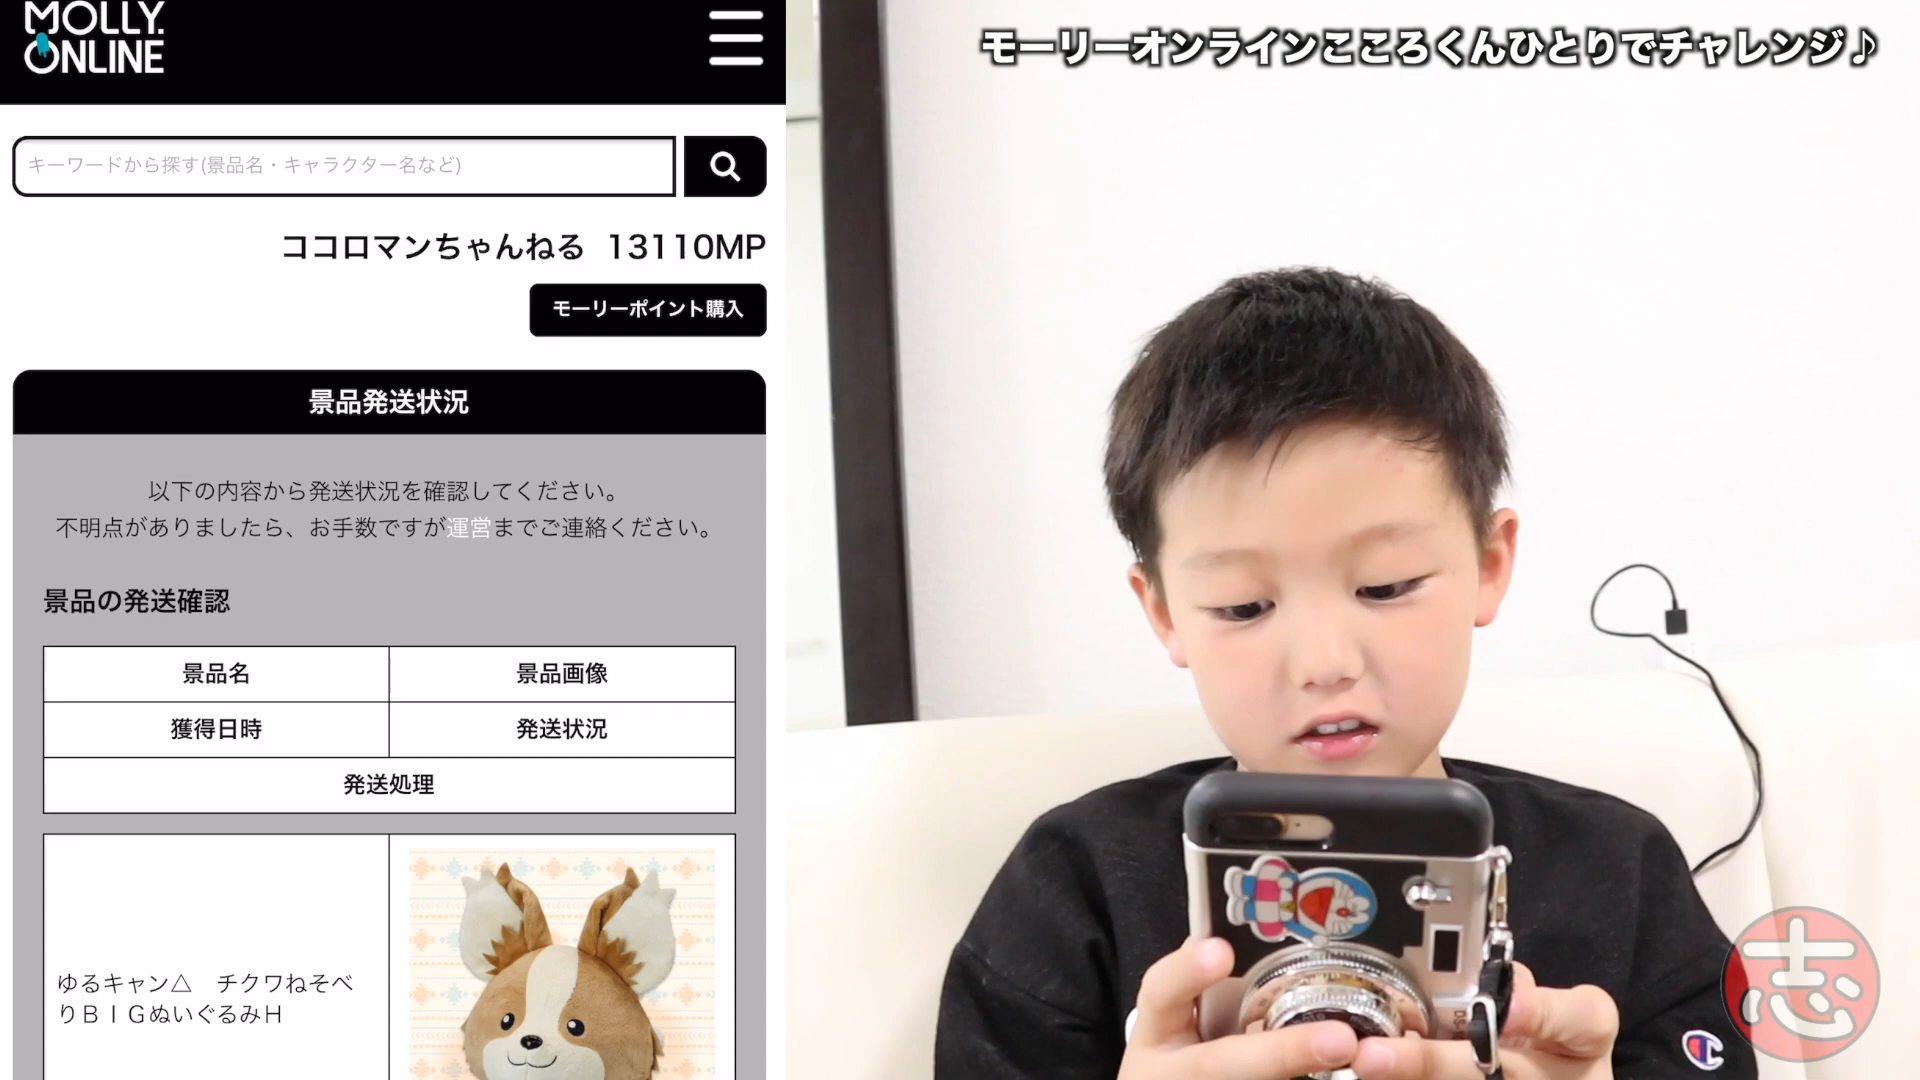 MOLLY.
ONLINE
モーリーオンラインこころくんひとりでチャレンジ♪
キーワードから探す(景品名・キャラクター名など)
ココロマンちゃんねる 13110MP
モーリーポイント購入
景品発送状況
以下の内容から発送状況を確認してください。
不明点がありましたら、お手数ですが運営までご連絡ください。
景品の発送確認
景品名 景品画像
獲得日時 発送状況
発送処理
ゆるキャン△ チクワねそべ
りＢＩＧぬいぐるみＨ
志